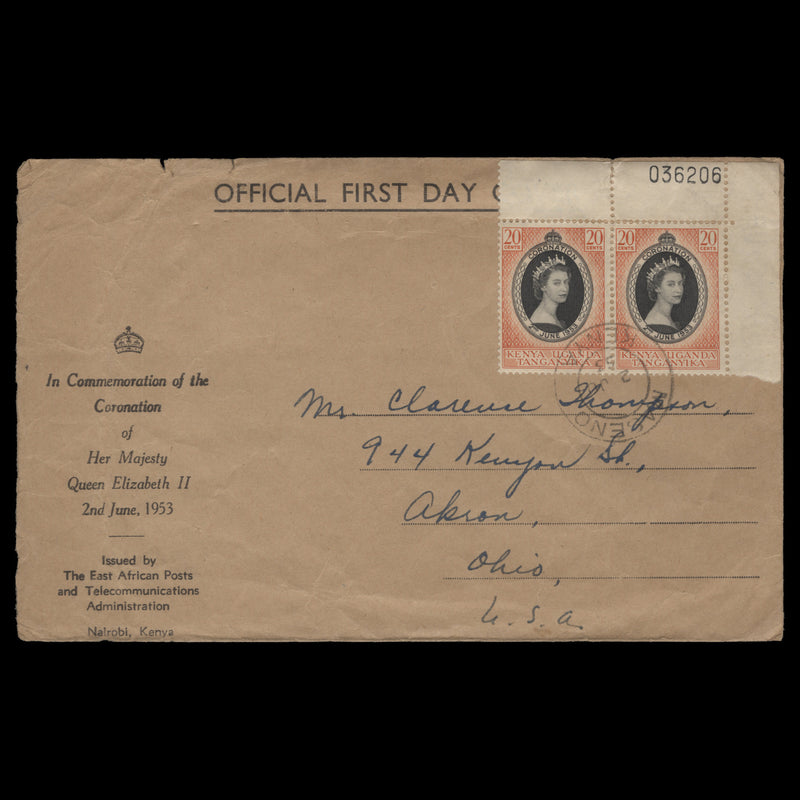 OFFICIAL FIRST DAY
036206
20 CENTS 20 CENTS
CORONATION
2ND JUNE 1953
KENYA UGANDA
TANGANYIKA
20 CENTS 20 CENTS
CORONATION
2ND JUNE 1953
KENYA UGANDA
TANGANYIKA
In Commemoration of the
Coronation
of
Her Majesty
Queen Elizabeth II
2nd June, 1953
Issued by
The East African Posts
and Telecommunications
Administration
Nairobi, Kenya
Mr. Clarence Thompson,
944 Kenyon St.,
Akron,
Ohio,
U.S.A.